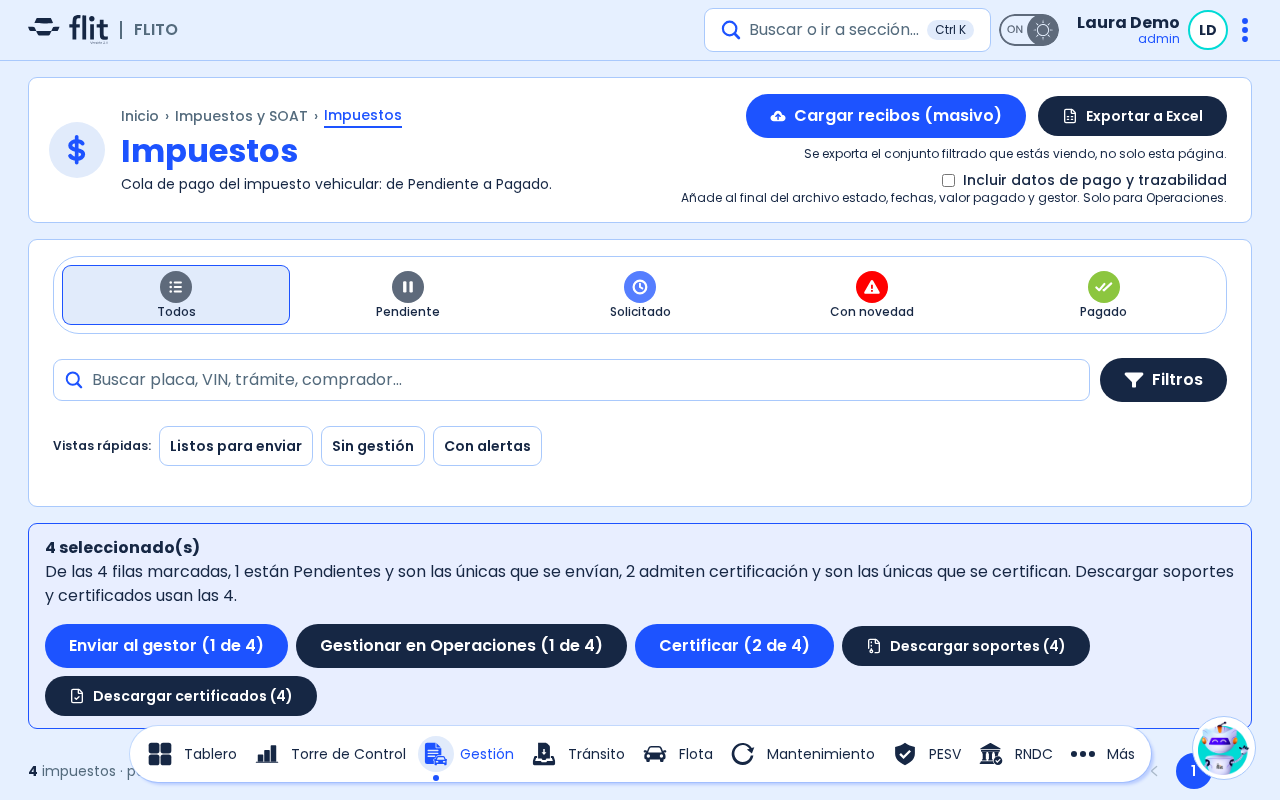 flit
FLITO
Buscar o ir a sección...
Ctrl K
ON
Laura Demo
admin
LD
Inicio › Impuestos y SOAT › Impuestos
Impuestos
Cola de pago del impuesto vehicular: de Pendiente a Pagado.
Cargar recibos (masivo)
Exportar a Excel
Se exporta el conjunto filtrado que estás viendo, no solo esta página.
Incluir datos de pago y trazabilidad
Añade al final del archivo estado, fechas, valor pagado y gestor. Solo para Operaciones.
Todos
Pendiente
Solicitado
Con novedad
Pagado
Buscar placa, VIN, trámite, comprador...
Filtros
Vistas rápidas:
Listos para enviar
Sin gestión
Con alertas
4 seleccionado(s)
De las 4 filas marcadas, 1 están Pendientes y son las únicas que se envían, 2 admiten certificación y son las únicas que se certifican. Descargar soportes
y certificados usan las 4.
Enviar al gestor (1 de 4)
Gestionar en Operaciones (1 de 4)
Certificar (2 de 4)
Descargar soportes (4)
Descargar certificados (4)
Tablero
Torre de Control
Gestión
Tránsito
Flota
Mantenimiento
PESV
RNDC
Más
4 impuestos ·
1